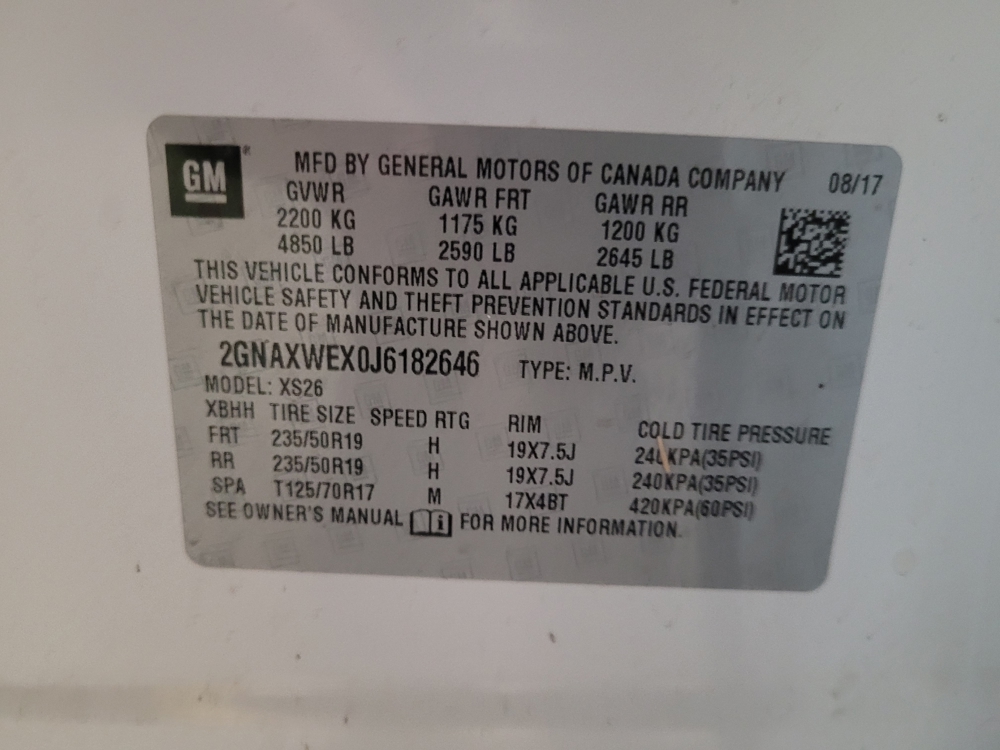 GM
MFD BY GENERAL MOTORS OF CANADA COMPANY 08/17
GVWR GAWR FRT GAWR RR
2200 KG 1175 KG 1200 KG
4850 LB 2590 LB 2645 LB
THIS VEHICLE CONFORMS TO ALL APPLICABLE U.S. FEDERAL MOTOR
VEHICLE SAFETY AND THEFT PREVENTION STANDARDS IN EFFECT ON
THE DATE OF MANUFACTURE SHOWN ABOVE.
2GNAXWEX0J6182646 TYPE: M.P.V.
MODEL: XS26
XBHH TIRE SIZE SPEED RTG RIM COLD TIRE PRESSURE
FRT 235/50R19 H 19X7.5J 240KPA(35PSI)
RR 235/50R19 H 19X7.5J 240KPA(35PSI)
SPA T125/70R17 M 17X4BT 420KPA(60PSI)
SEE OWNER'S MANUAL i FOR MORE INFORMATION.